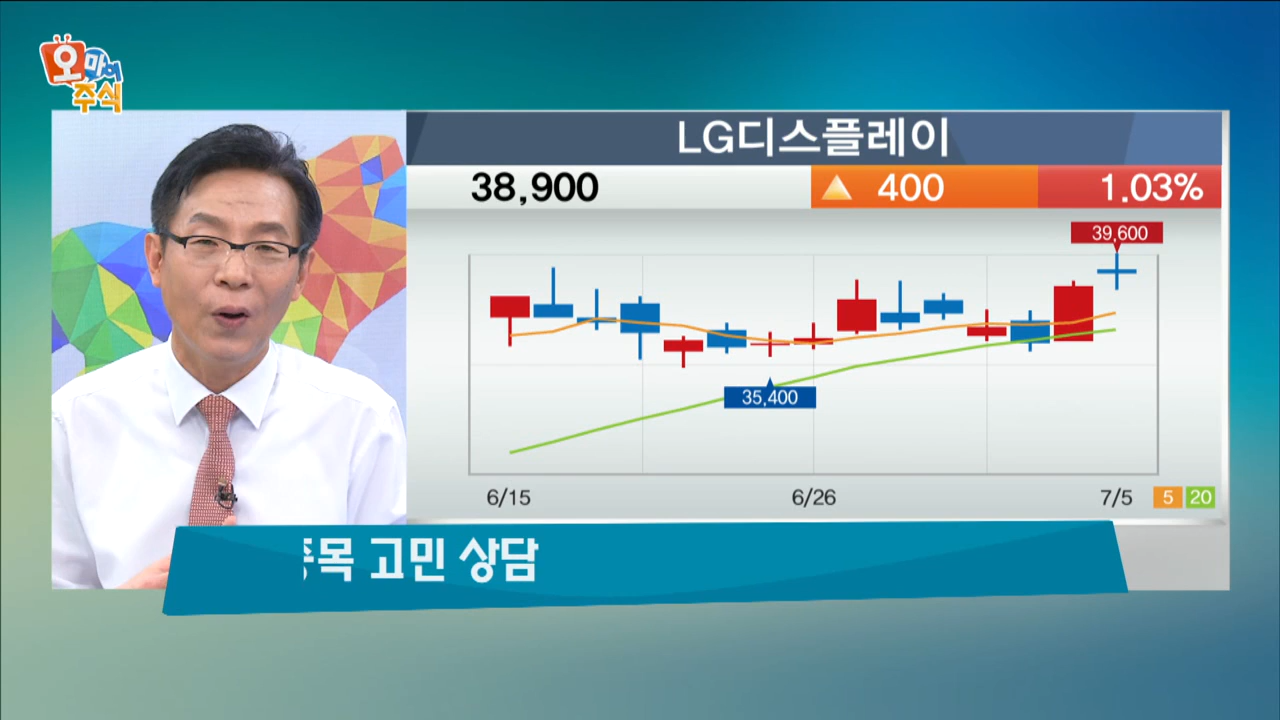 오마이
주식
LG디스플레이
38,900 400 1.03%
39,600
35,400
6/15 6/26 7/5 5 20
목 고민 상담